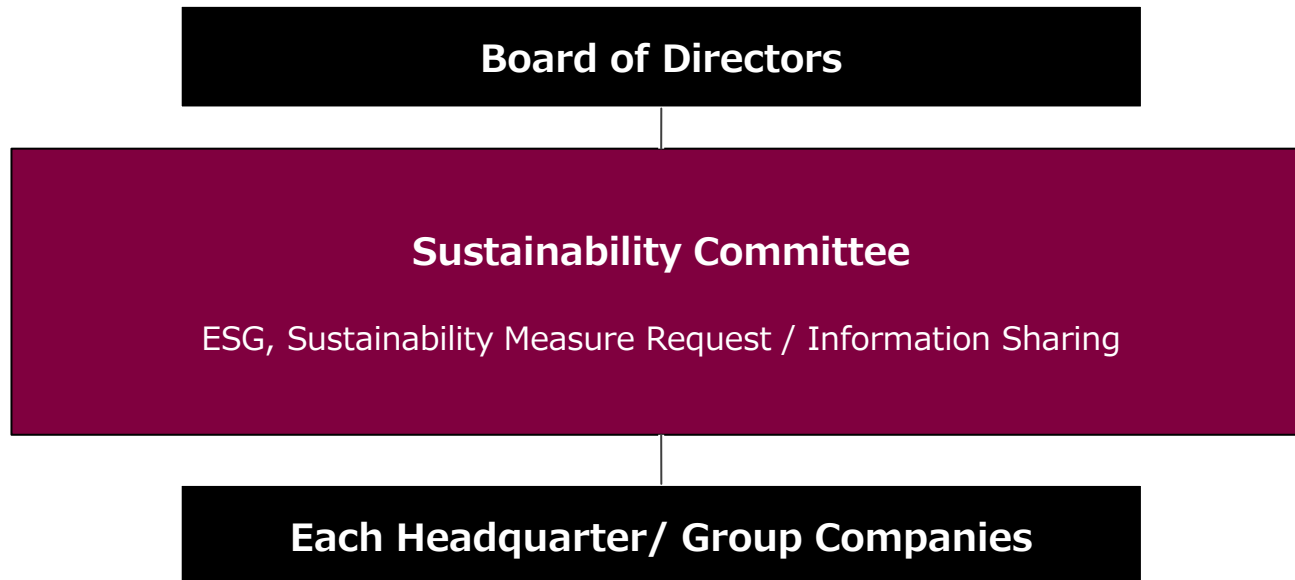 Board of Directors
Sustainability Committee
ESG, Sustainability Measure Request / Information Sharing
Each Headquarter/ Group Companies